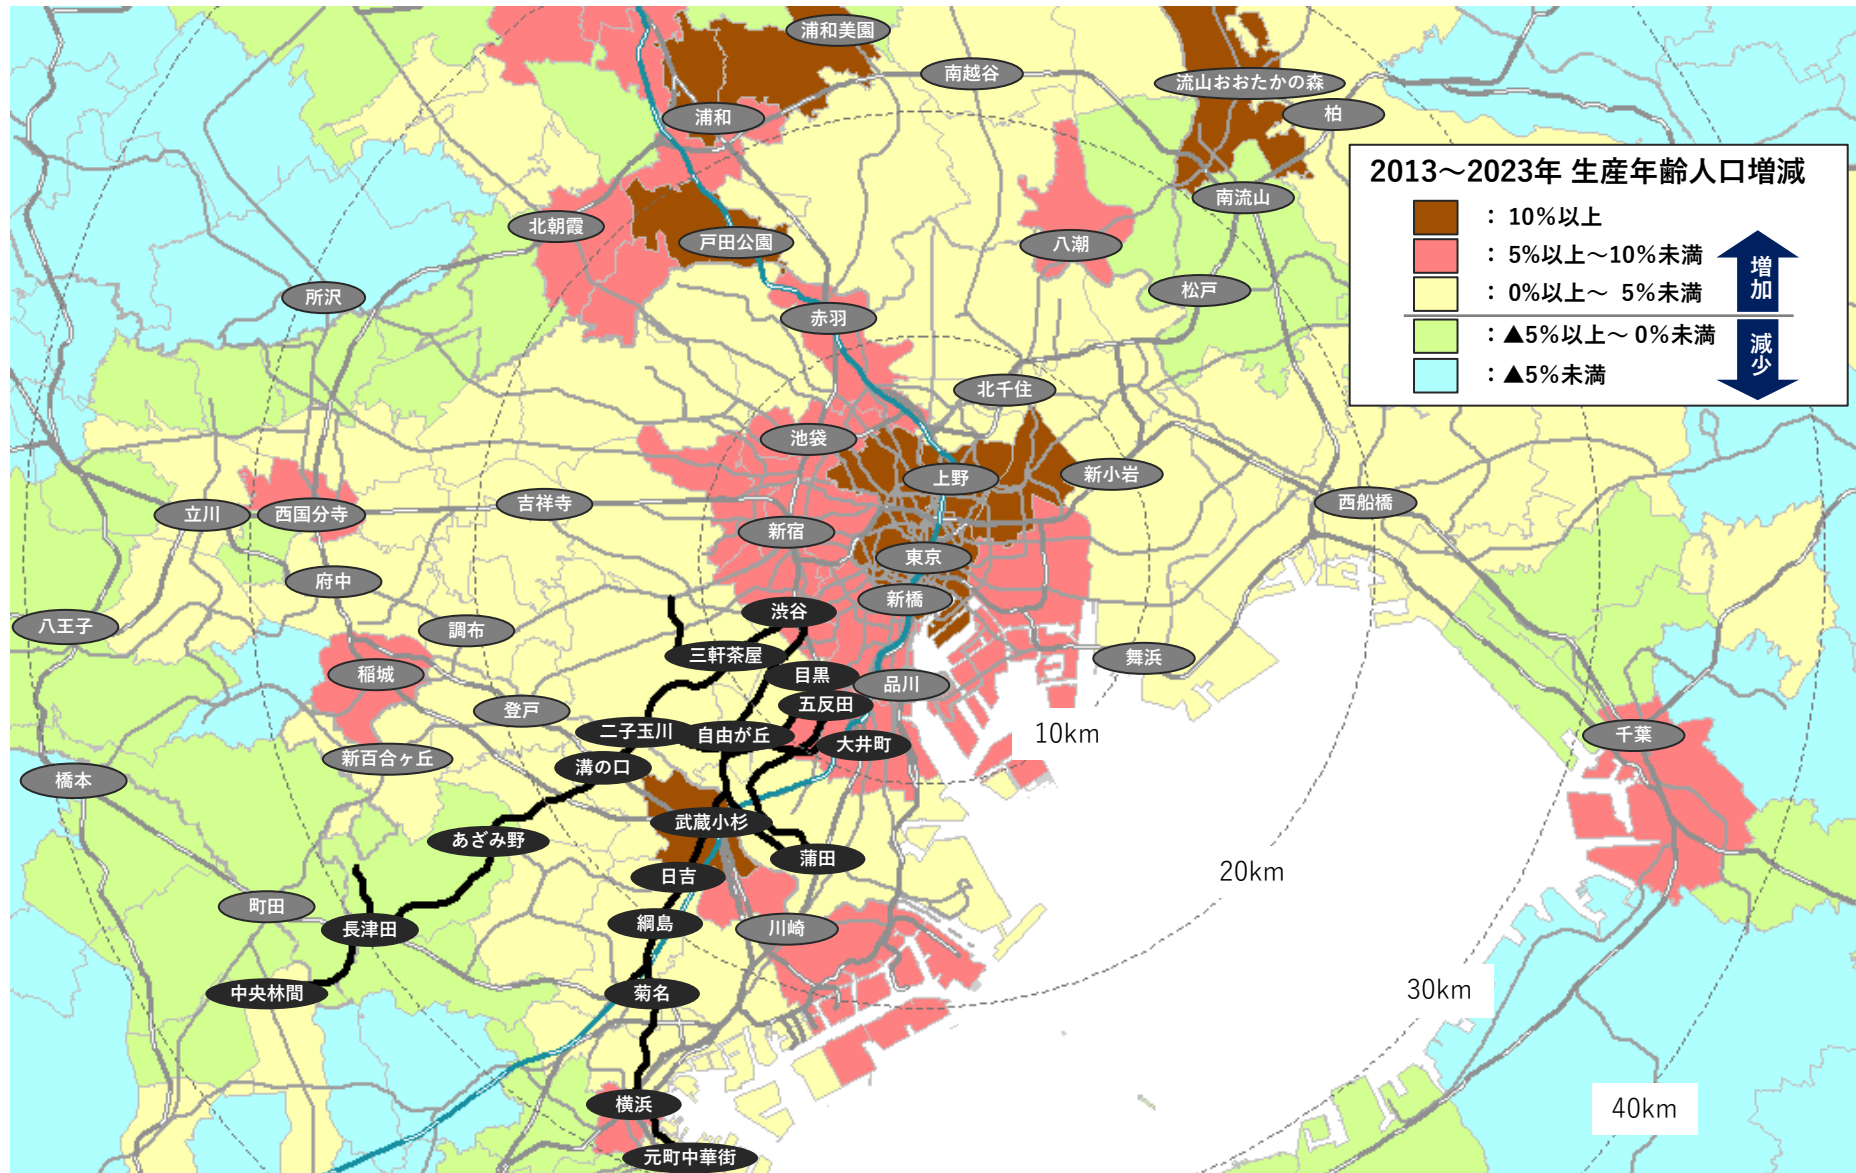 浦和美園
南越谷
流山おおたかの森
柏
浦和
2013～2023年 生産年齢人口増減
：10%以上
：5%以上～10%未満
：0%以上～ 5%未満
：▲5%以上～ 0%未満
：▲5%未満
増加
減少
南流山
北朝霞
戸田公園
八潮
所沢
松戸
赤羽
北千住
池袋
上野
新小岩
立川
西国分寺
吉祥寺
西船橋
新宿
東京
府中
新橋
八王子
調布
渋谷
三軒茶屋
舞浜
稲城
目黒
品川
登戸
五反田
二子玉川
自由が丘
大井町
10km
千葉
新百合ヶ丘
溝の口
橋本
武蔵小杉
あざみ野
蒲田
20km
日吉
町田
長津田
綱島
川崎
中央林間
菊名
30km
横浜
40km
元町中華街